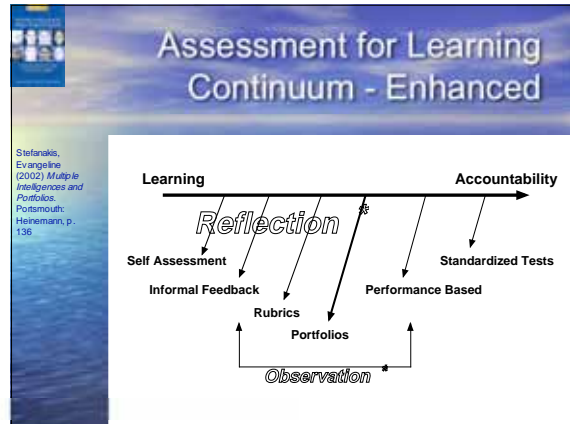 Assessment for Learning
Continuum - Enhanced
Stefanakis,
Evangeline
(2002) Multiple
Intelligences and
Portfolios.
Portsmouth:
Heinemann, p.
136
Learning
Accountability
Reflection
*
Self Assessment
Standardized Tests
Informal Feedback
Performance Based
Rubrics
Portfolios
Observation *